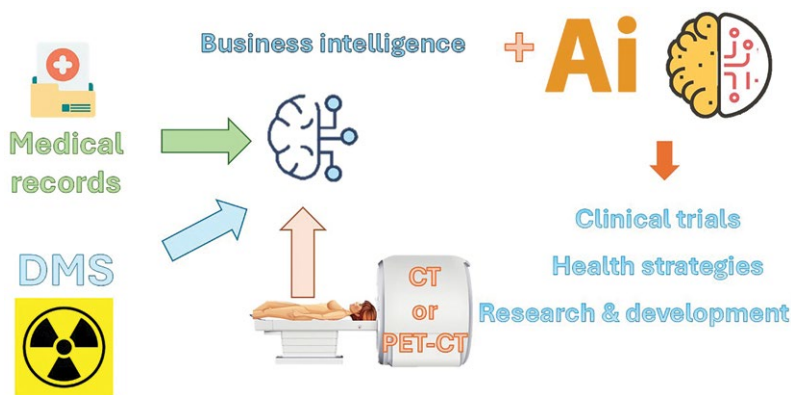 Business intelligence + Ai
Medical
records
DMS
CT
or
PET-CT
Clinical trials
Health strategies
Research & development